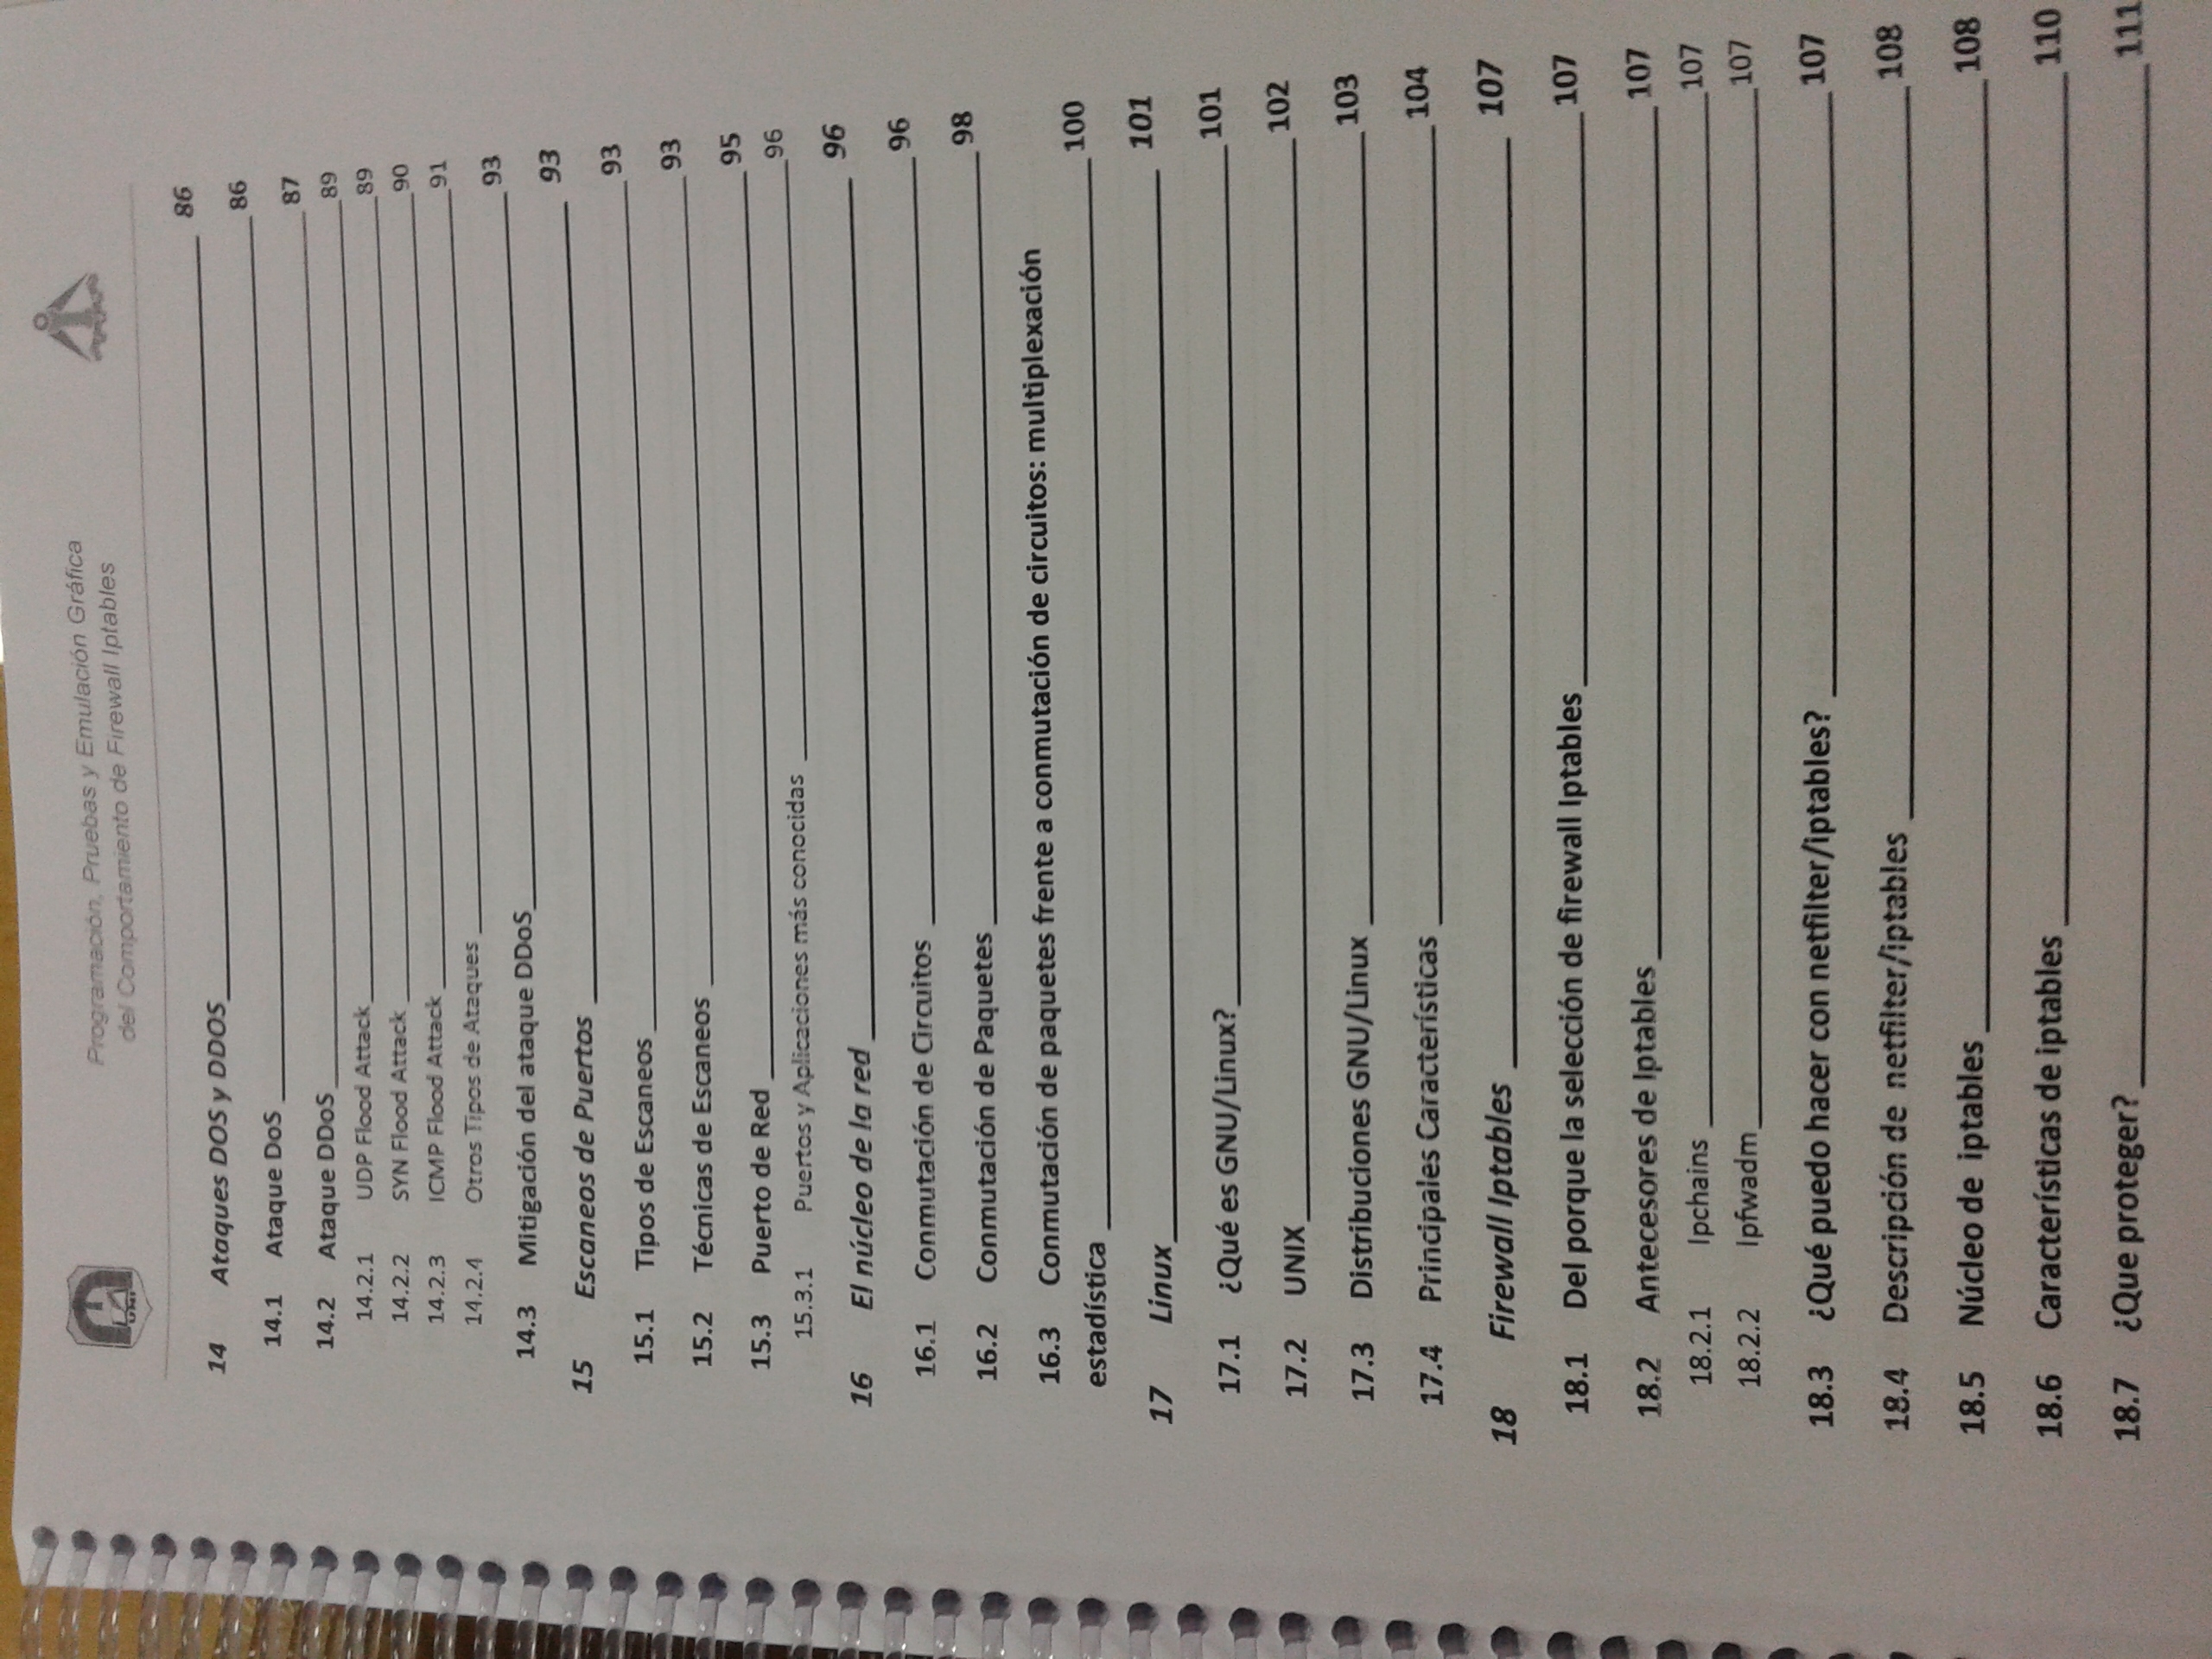 UNI
Programación, Pruebas y Emulación Gráfica
del Comportamiento de Firewall Iptables
14 Ataques DOS y DDOS 86
14.1 Ataque DoS 86
14.2 Ataque DDoS 87
14.2.1 UDP Flood Attack 89
14.2.2 SYN Flood Attack 89
14.2.3 ICMP Flood Attack 90
14.2.4 Otros Tipos de Ataques 91
14.3 Mitigación del ataque DDoS 93
15 Escaneos de Puertos 93
15.1 Tipos de Escaneos 93
15.2 Técnicas de Escaneos 93
15.3 Puerto de Red 95
15.3.1 Puertos y Aplicaciones más conocidas 96
16 El núcleo de la red 96
16.1 Conmutación de Circuitos 96
16.2 Conmutación de Paquetes 98
16.3 Conmutación de paquetes frente a conmutación de circuitos: multiplexación
estadística 100
17 Linux 101
17.1 ¿Qué es GNU/Linux? 101
17.2 UNIX 102
17.3 Distribuciones GNU/Linux 103
17.4 Principales Características 104
18 Firewall Iptables 107
18.1 Del porque la selección de firewall Iptables 107
18.2 Antecesores de Iptables 107
18.2.1 Ipchains 107
18.2.2 Ipfwadm 107
18.3 ¿Qué puedo hacer con netfilter/iptables? 107
18.4 Descripción de netfilter/iptables 108
18.5 Núcleo de iptables 108
18.6 Características de iptables 110
18.7 ¿Que proteger? 111